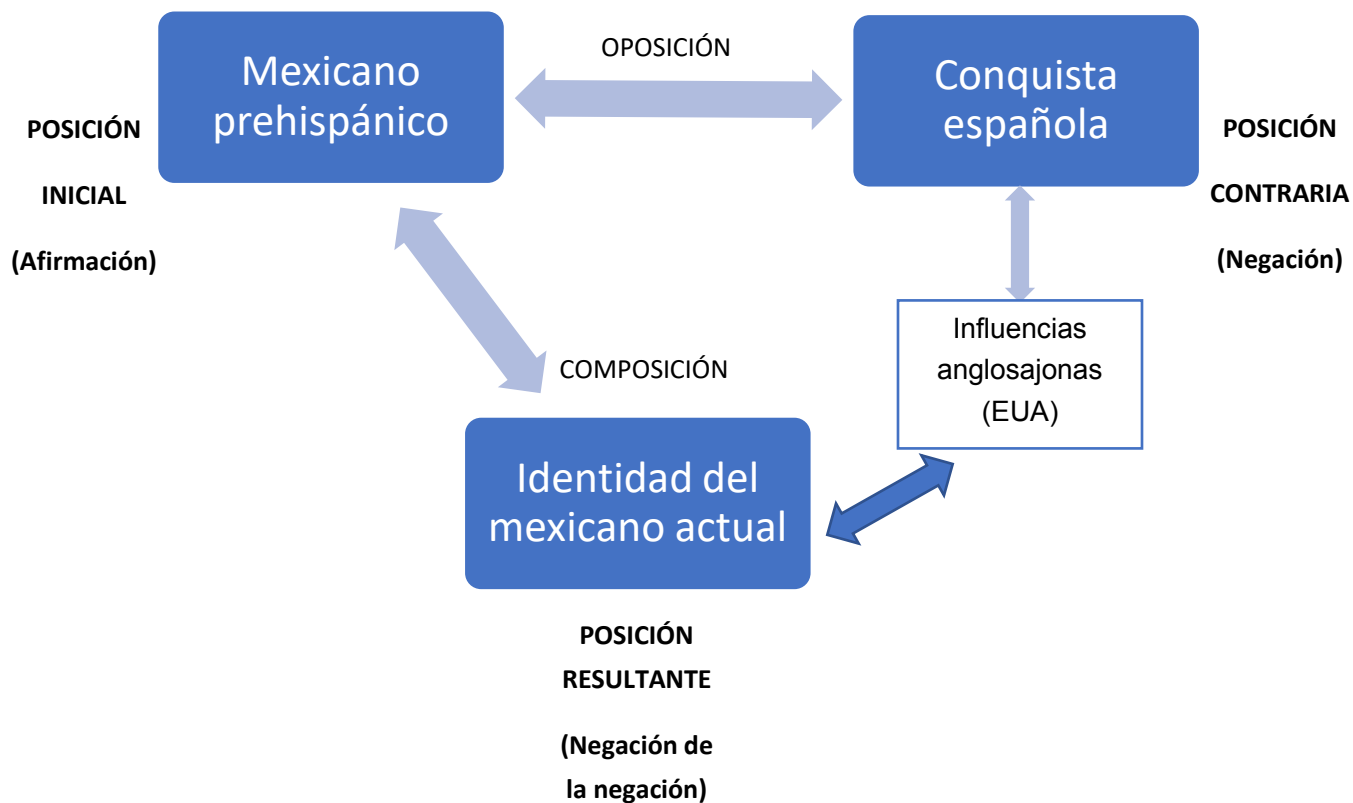 Mexicano
prehispánico
OPOSICIÓN
Conquista
española
POSICIÓN
INICIAL
(Afirmación)
POSICIÓN
CONTRARIA
(Negación)
Influencias
anglosajonas
(EUA)
COMPOSICIÓN
Identidad del
mexicano actual
POSICIÓN
RESULTANTE
(Negación de
la negación)